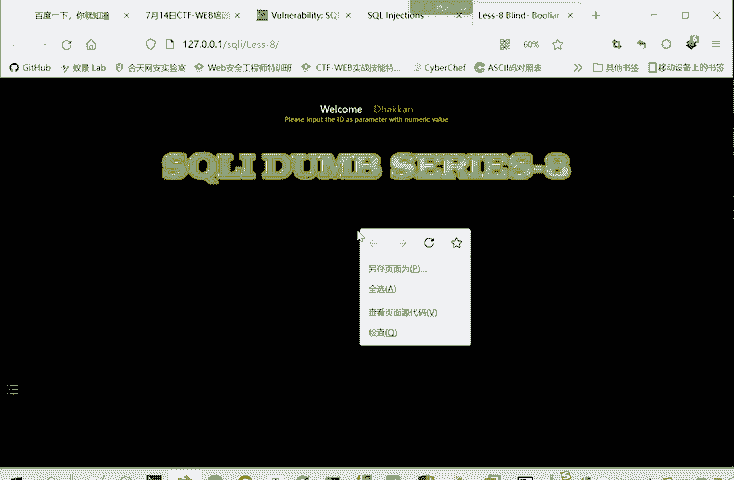 百度一下，你就知道
7月14日CTF-WEB培训
Vulnerability: SQL
SQL Injections
Less-8 Blind- Boolian
127.0.0.1/sqli/Less-8/
60%
GitHub
蚁景 Lab
合天网安实验室
Web安全工程师特训班
CTF-WEB实战技能特...
CyberChef
ASCII码对照表
其他书签
移动设备上的书签
Welcome Dhakkan
Please input the ID as parameter with numeric value
SQLI DUMB SERIES-8
另存页面为(P)...
全选(A)
查看页面源代码(V)
检查(Q)